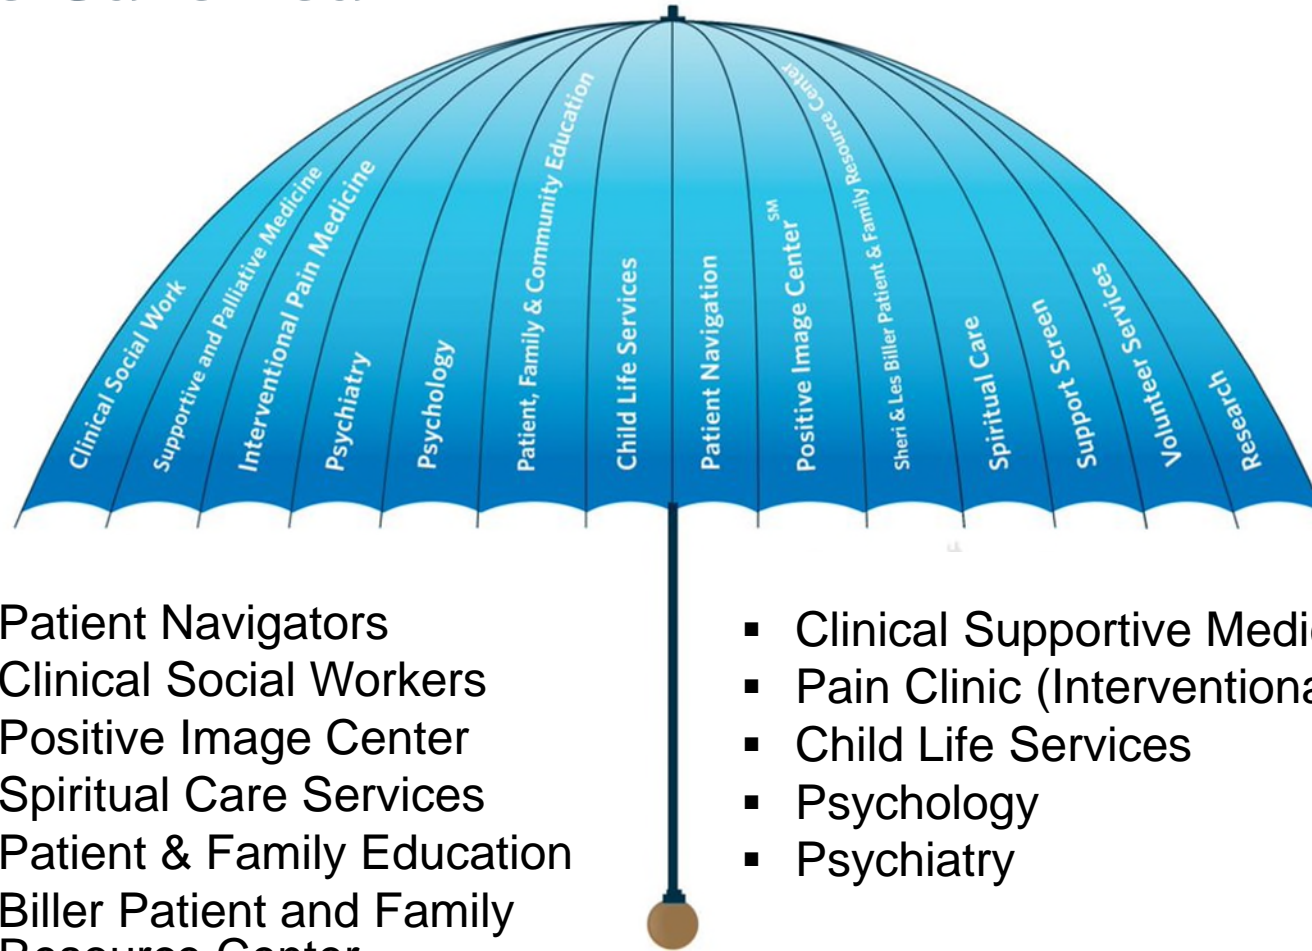 Clinical Social Work
Supportive and Palliative Medicine
Interventional Pain Medicine
Psychiatry
Psychology
Patient, Family & Community Education
Child Life Services
Patient Navigation
Positive Image Center SM
Sheri & Les Biller Patient & Family Resource Center
Spiritual Care
Support Screen
Volunteer Services
Research
Patient Navigators
Clinical Social Workers
Positive Image Center
Spiritual Care Services
Patient & Family Education
Biller Patient and Family
Resource Center
▪ Clinical Supportive
▪ Pain Clinic
▪ Child Life Services
▪ Psychology
▪ Psychiatry